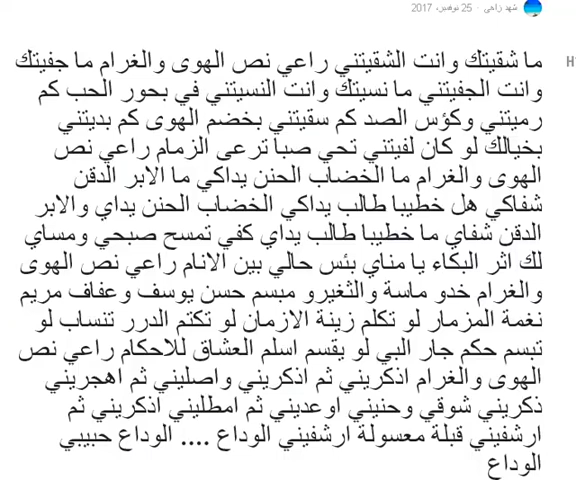 شهد زاهى · 25 نوفمبر، 2017
H
ما شقيتك وانت الشقيتني راعي نص الهوى والغرام ما جفيتك
وانت الجفيتني ما نسيتك وانت النسيتني في بحور الحب كم
رميتني وكؤس الصد كم سقيتني بخضم الهوى كم بديتني
بخيالك لو كان لفيتني تحي صبا ترعى الزمام راعي نص
الهوى والغرام ما الخضاب الحنن يداكي ما الابر الدقن
شفاكي هل خطيبا طالب يداكي الخضاب الحنن يداي والابر
الدقن شفاي ما خطيبا طالب يداي كفي تمسح صبحي ومساي
لك اثر البكاء يا مناي بئس حالي بين الانام راعي نص الهوى
والغرام خدو ماسة والثغيرو مبسم حسن يوسف وعفاف مريم
نغمة المزمار لو تكلم زينة الازمان لو تكتم الدرر تنساب لو
تبسم حكم جار البي لو يقسم اسلم العشاق للاحكام راعي نص
الهوى والغرام اذكريني ثم اذكريني واصليني ثم اهجريني
ذكريني شوقي وحنيني اوعديني ثم امطليني اذكريني ثم
ارشفيني قبلة معسولة ارشفيني الوداع .... الوداع حبيبي
الوداع